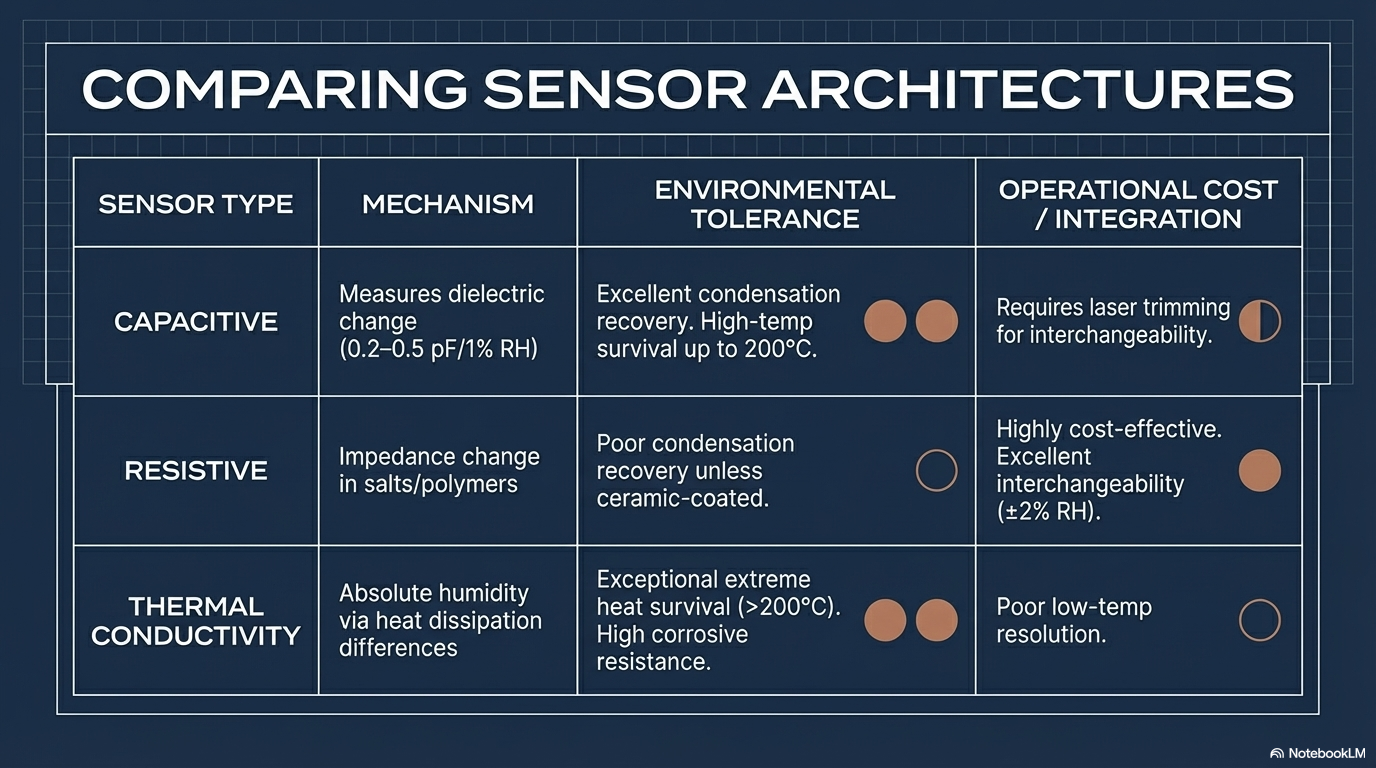 COMPARING SENSOR ARCHITECTURES
SENSOR TYPE
MECHANISM
ENVIRONMENTAL
TOLERANCE
OPERATIONAL COST
/ INTEGRATION
CAPACITIVE
Measures dielectric
change
(0.2–0.5 pF/1% RH)
Excellent condensation
recovery. High-temp
survival up to 200°C.
Requires laser trimming
for interchangeability.
RESISTIVE
Impedance change
in salts/polymers
Poor condensation
recovery unless
ceramic-coated.
Highly cost-effective.
Excellent
interchangeability
(±2% RH).
THERMAL
CONDUCTIVITY
Absolute humidity
via heat dissipation
differences
Exceptional extreme
heat survival (>200°C).
High corrosive
resistance.
Poor low-temp
resolution.
NotebookLM